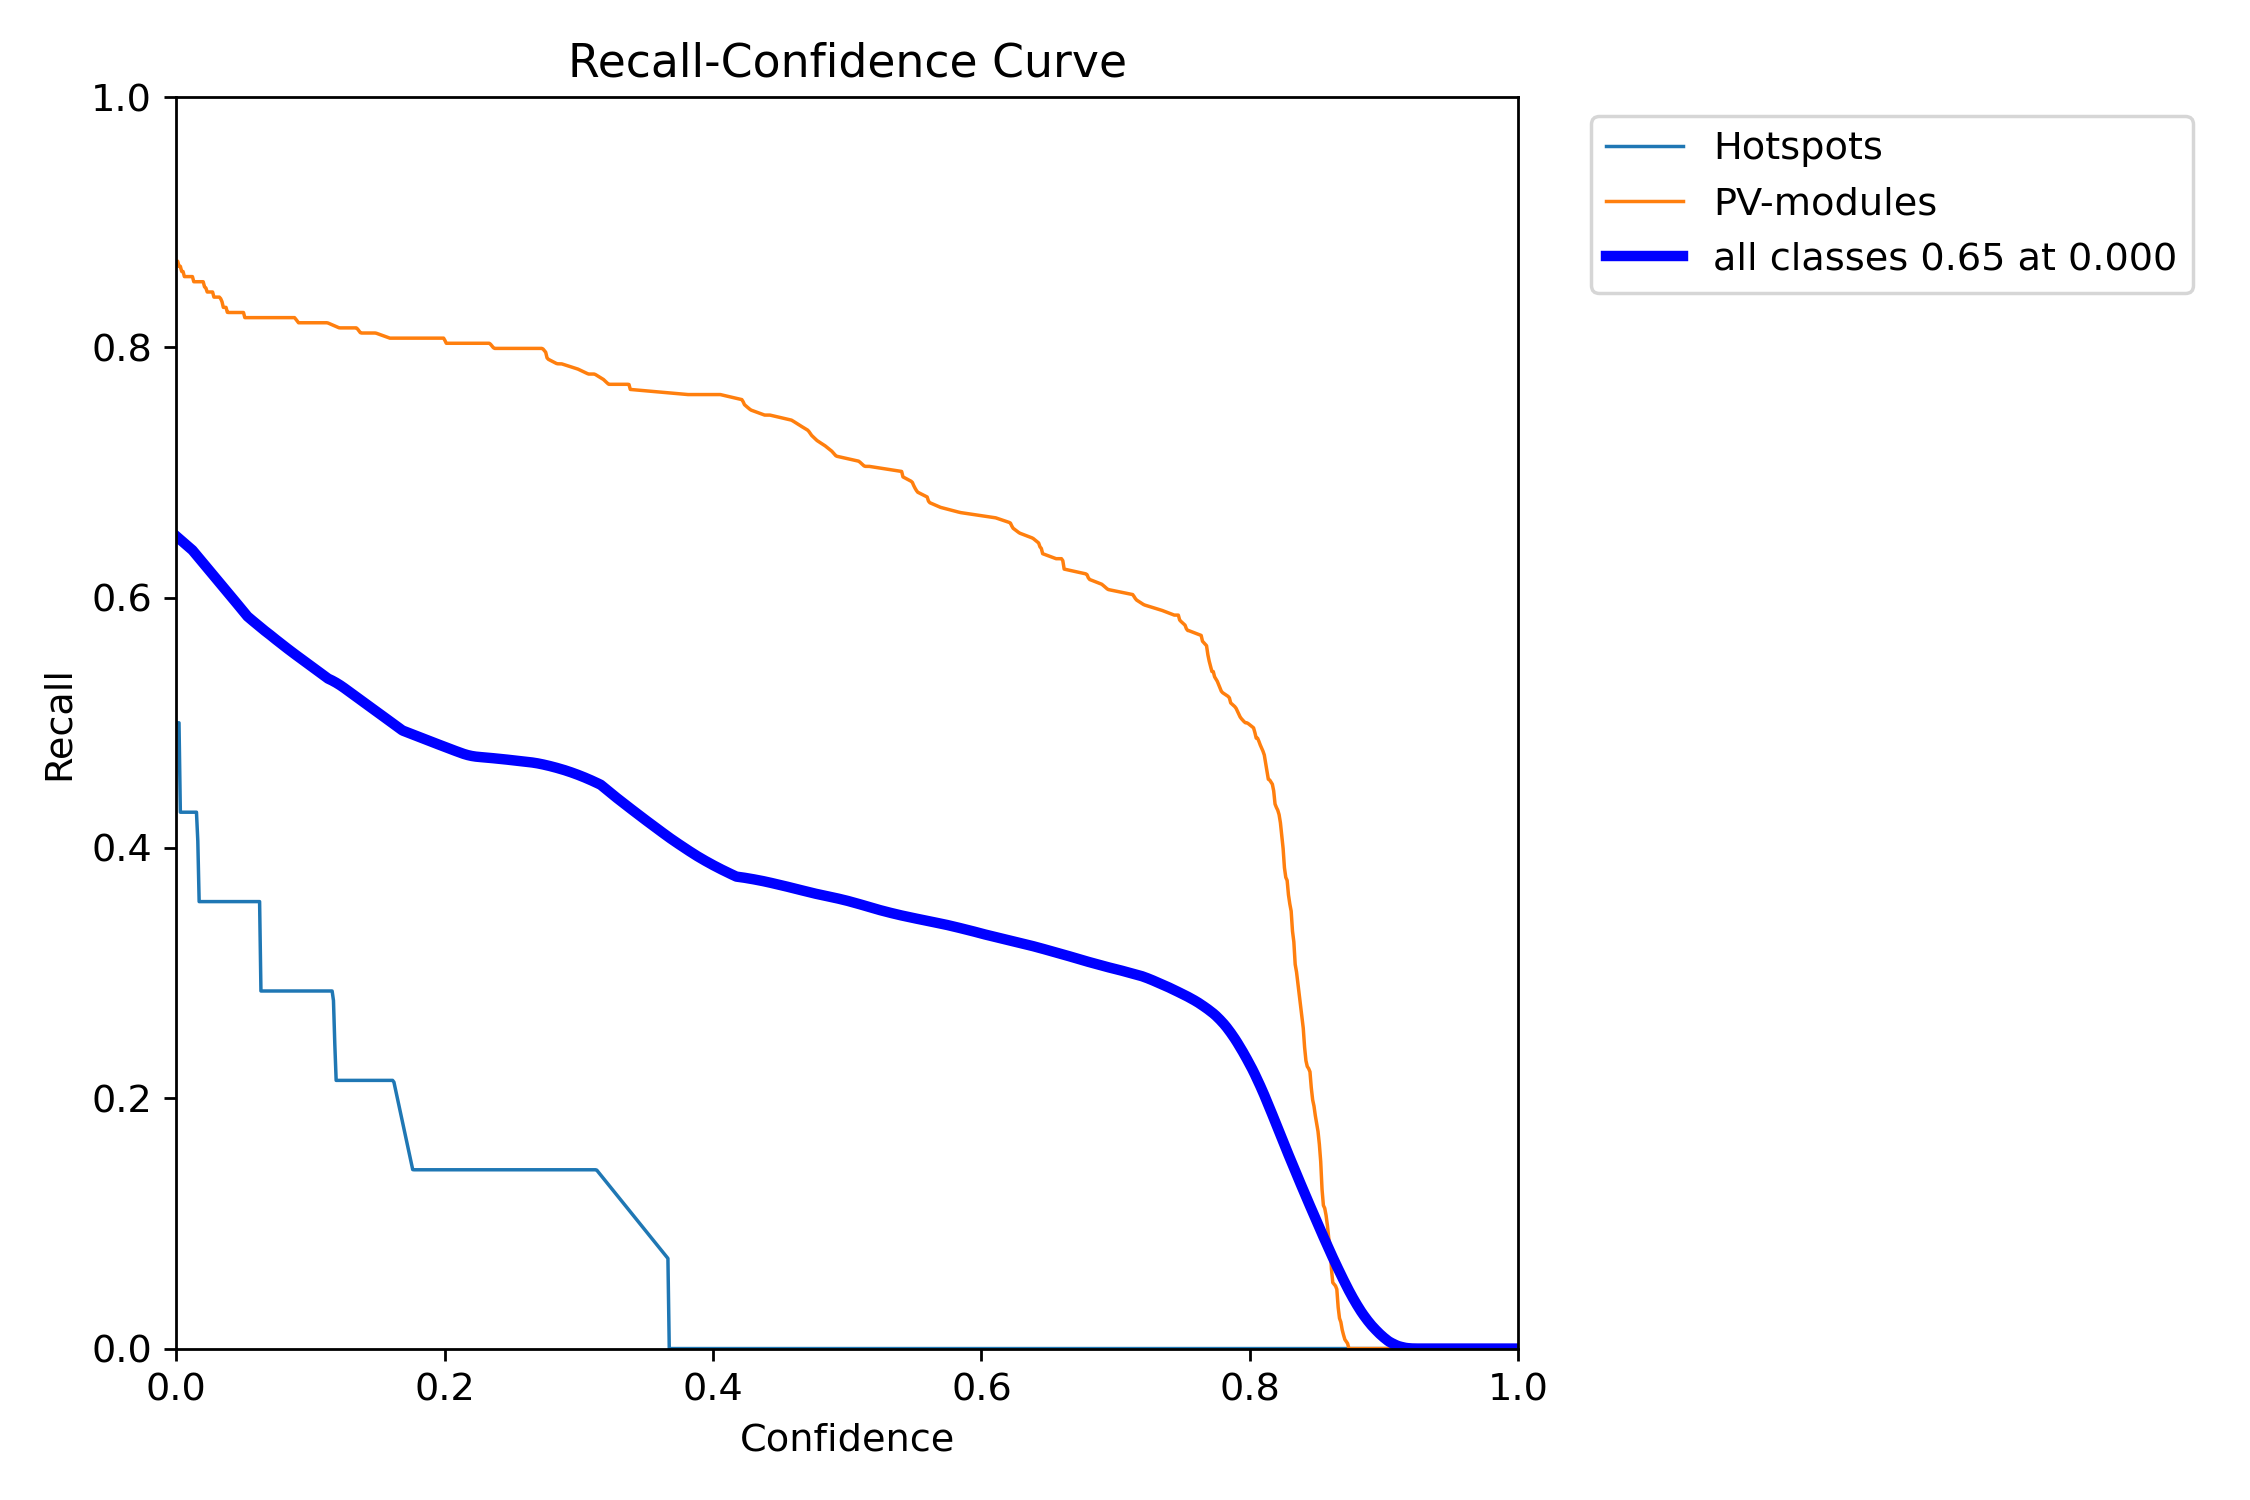 Recall-Confidence Curve
1.0
0.8
0.6
0.4
0.2
0.0
Recall
0.0 0.2 0.4 0.6 0.8 1.0
Confidence
Hotspots
PV-modules
all classes 0.65 at 0.000